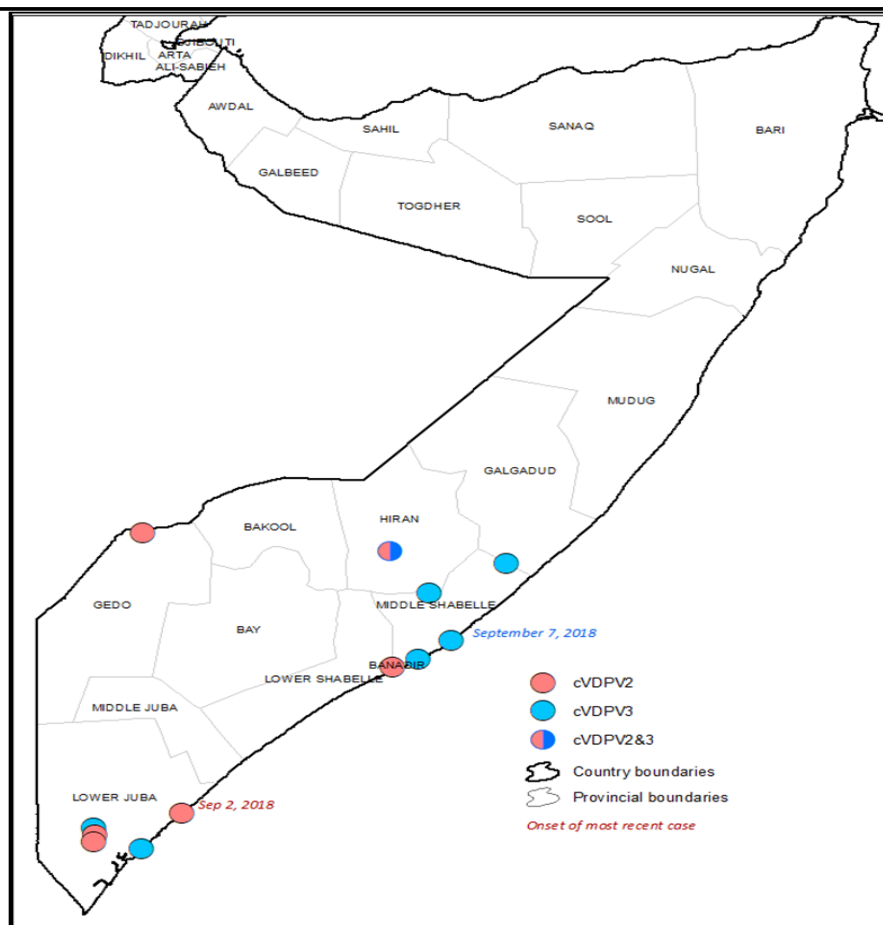 TADJOURAH
DJIBOUTI
DIKHIL
ARTA
ALI-SABIEH
AWDAL
SAHIL
SANAQ
BARI
GALBEED
TOGDHER
SOOL
NUGAL
MUDUG
GALGADUD
HIRAN
BAKOOL
GEDO
MIDDLE SHABELLE
BAY
September 7, 2018
BANADIR
LOWER SHABELLE
cVDPV2
MIDDLE JUBA
cVDPV3
cVDPV2&3
Country boundaries
LOWER JUBA
Provincial boundaries
Sep 2, 2018
Onset of most recent case